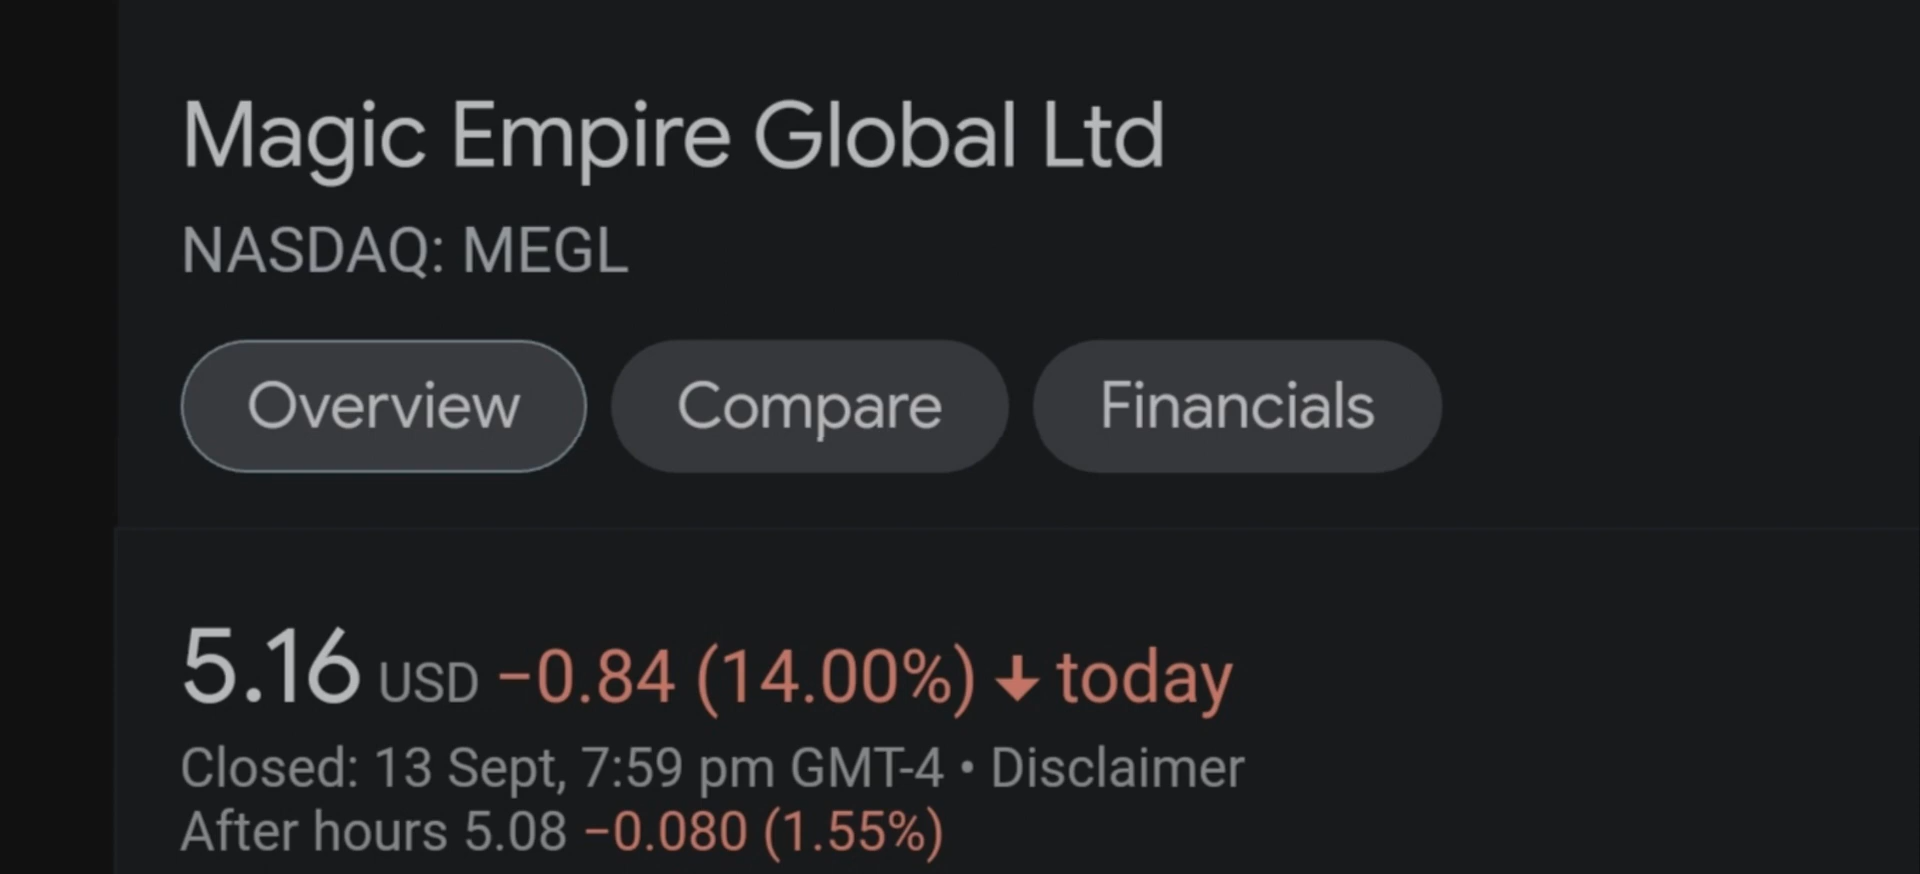 Magic Empire Global Ltd
NASDAQ: MEGL
Overview Compare Financials
5.16 USD −0.84 (14.00%) ↓ today
Closed: 13 Sept, 7:59 pm GMT-4 • Disclaimer
After hours 5.08 −0.080 (1.55%)